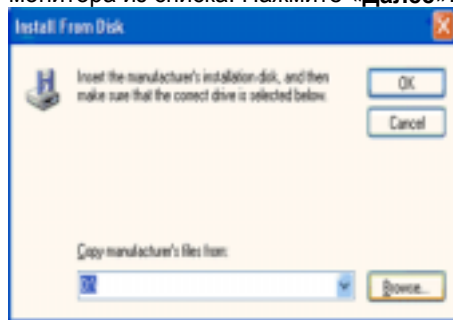 монитора из списка. Нажмите «Далее».
Install From Disk
Insert the manufacturer's installation disk, and then
make sure that the correct drive is selected below.
OK
Cancel
Copy manufacturer's files from:
D:\
Browse...